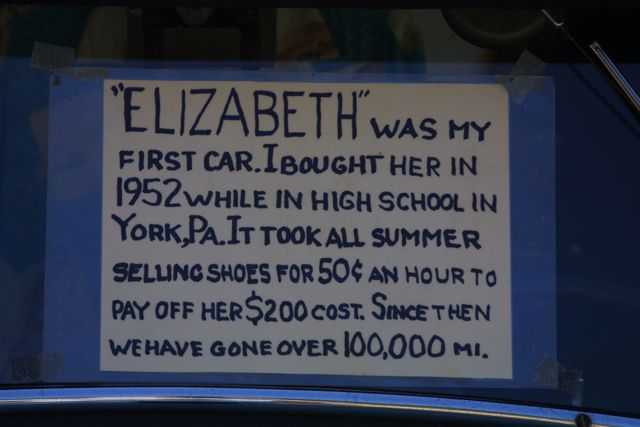 "ELIZABETH" WAS MY
FIRST CAR. I BOUGHT HER IN
1952 WHILE IN HIGH SCHOOL IN
YORK, PA. IT TOOK ALL SUMMER
SELLING SHOES FOR 50¢ AN HOUR TO
PAY OFF HER $200 COST. SINCE THEN
WE HAVE GONE OVER 100,000 MI.